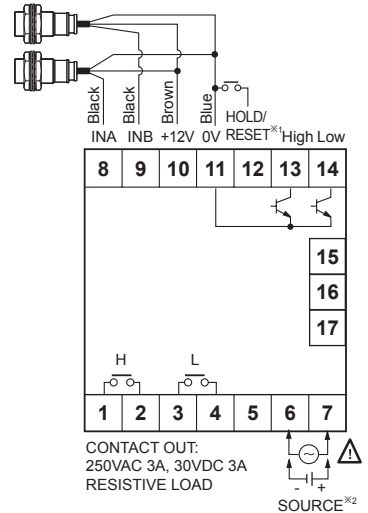 Black Black Brown Blue
HOLD/
INA INB +12V 0V RESET※1 High Low
8 9 10 11 12 13 14
15
16
17
H L
1 2 3 4 5 6 7
CONTACT OUT:
250VAC 3A, 30VDC 3A
RESISTIVE LOAD
- +
SOURCE※2